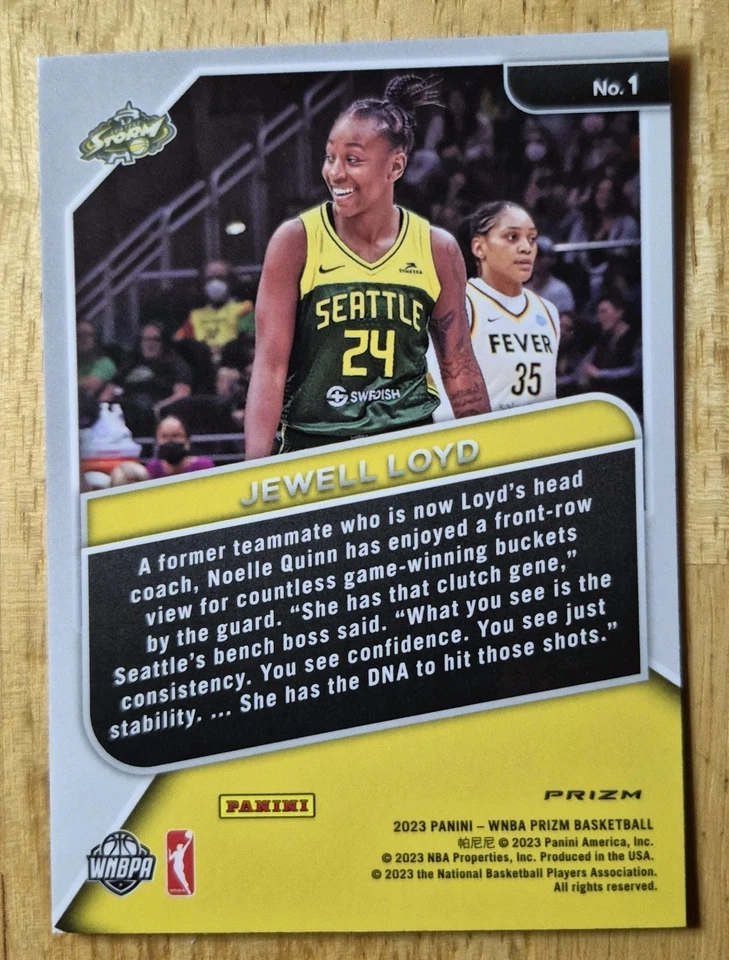 No. 1
STORM
SEATTLE
24
SWEDISH
FEVER
35
JEWELL LOYD
A former teammate who is now Loyd's head
coach, Noelle Quinn has enjoyed a front-row
view for countless game-winning buckets
by the guard. “She has that clutch gene,”
Seattle's bench boss said. “What you see is the
consistency. You see confidence. You see just
stability. ... She has the DNA to hit those shots.”
PANINI
PRIZM
2023 PANINI – WNBA PRIZM BASKETBALL
帕尼尼 © 2023 Panini America, Inc.
© 2023 NBA Properties, Inc. Produced in the USA.
© 2023 the National Basketball Players Association.
All rights reserved.
WNBPA